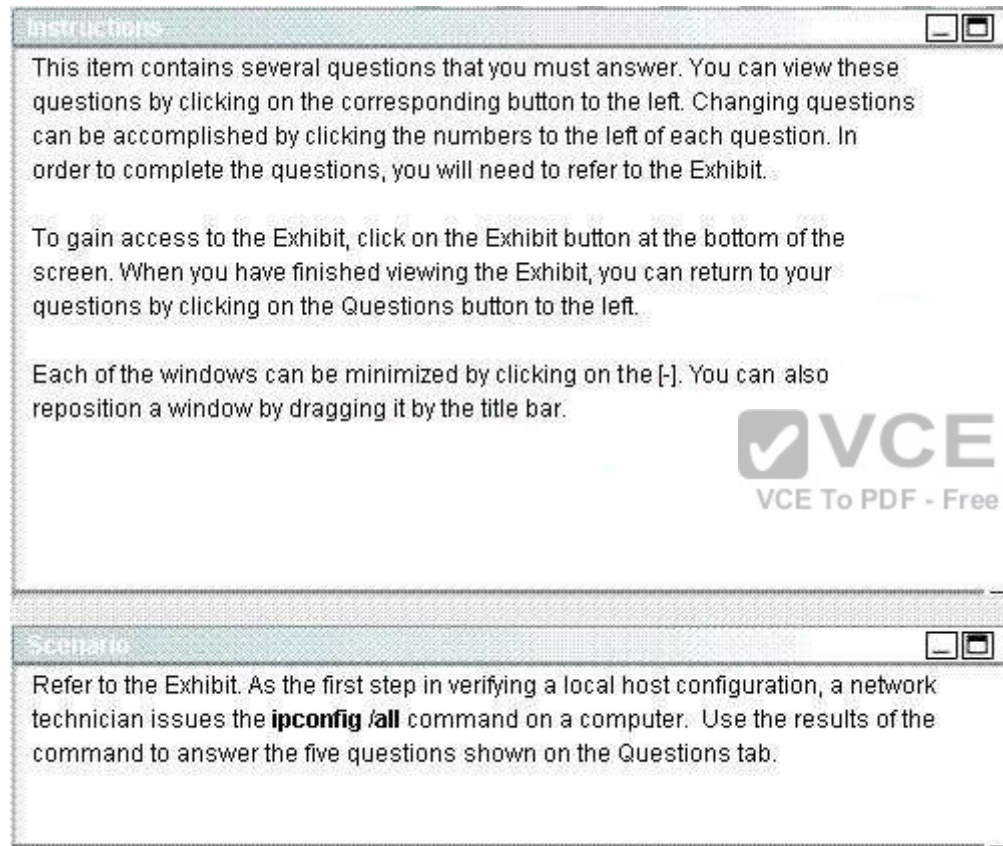 Instructions
This item contains several questions that you must answer. You can view these
questions by clicking on the corresponding button to the left. Changing questions
can be accomplished by clicking the numbers to the left of each question. In
order to complete the questions, you will need to refer to the Exhibit.
To gain access to the Exhibit, click on the Exhibit button at the bottom of the
screen. When you have finished viewing the Exhibit, you can return to your
questions by clicking on the Questions button to the left.
Each of the windows can be minimized by clicking on the [-]. You can also
reposition a window by dragging it by the title bar.
VCE
VCE To PDF - Free
Scenario
Refer to the Exhibit. As the first step in verifying a local host configuration, a network
technician issues the ipconfig /all command on a computer. Use the results of the
command to answer the five questions shown on the Questions tab.